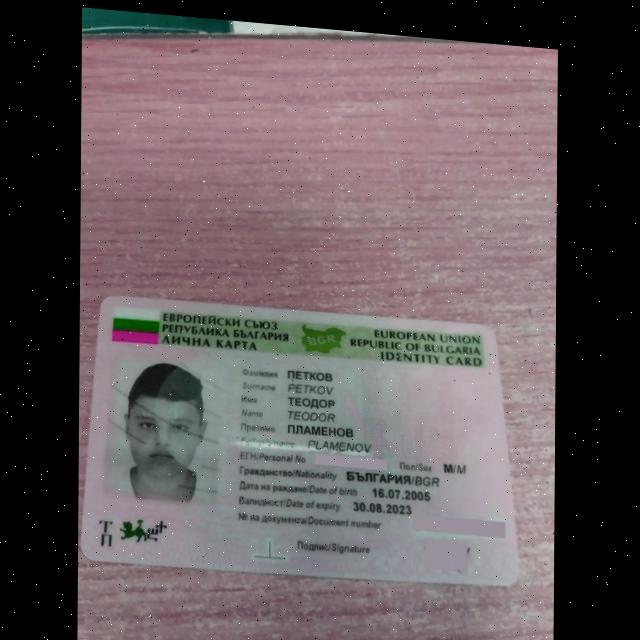 ЕВРОПЕЙСКИ СЪЮЗ
РЕПУБЛИКА БЪЛГАРИЯ
ЛИЧНА КАРТА
BGR
EUROPEAN UNION
REPUBLIC OF BULGARIA
IDENTITY CARD
Фамилия ПЕТКОВ
Surname PETKOV
Име ТЕОДОР
Name TEODOR
Презиме ПЛАМЕНОВ
PLAMENOV
ЕГН/Personal No Пол/Sex М/M
Гражданство/Nationality БЪЛГАРИЯ/BGR
Дата на раждане/Date of birth 16.07.2005
Валидност/Date of expiry 30.08.2023
№ на документа/Document number
Подпис/Signature
Т
П